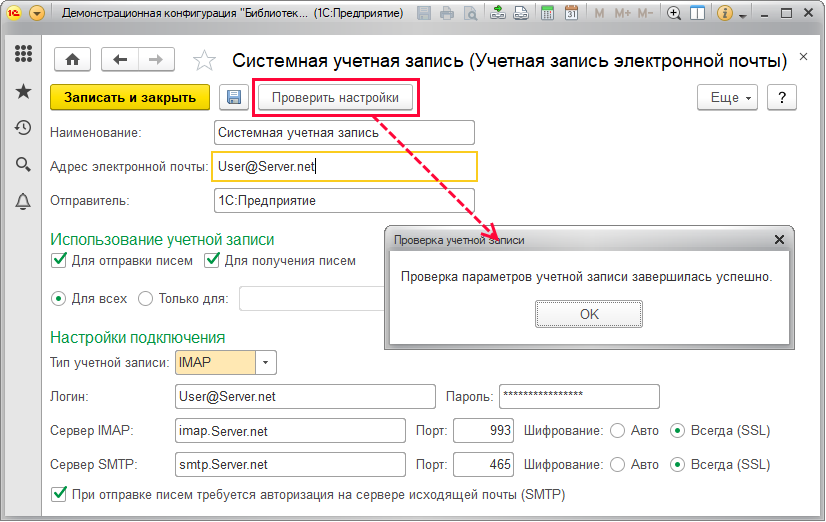 Демонстрационная конфигурация "Библиотек... (1С:Предприятие) M M+ M-
Системная учетная запись (Учетная запись электронной почты)
Записать и закрыть Проверить настройки Еще ?
Наименование: Системная учетная запись
Адрес электронной почты: User@Server.net
Отправитель: 1С:Предприятие
Использование учетной записи
Для отправки писем Для получения писем
Для всех Только для:
Проверка учетной записи
Проверка параметров учетной записи завершилась успешно.
OK
Настройки подключения
Тип учетной записи: IMAP
Логин: User@Server.net Пароль: ****************
Сервер IMAP: imap.Server.net Порт: 993 Шифрование: Авто Всегда (SSL)
Сервер SMTP: smtp.Server.net Порт: 465 Шифрование: Авто Всегда (SSL)
При отправке писем требуется авторизация на сервере исходящей почты (SMTP)